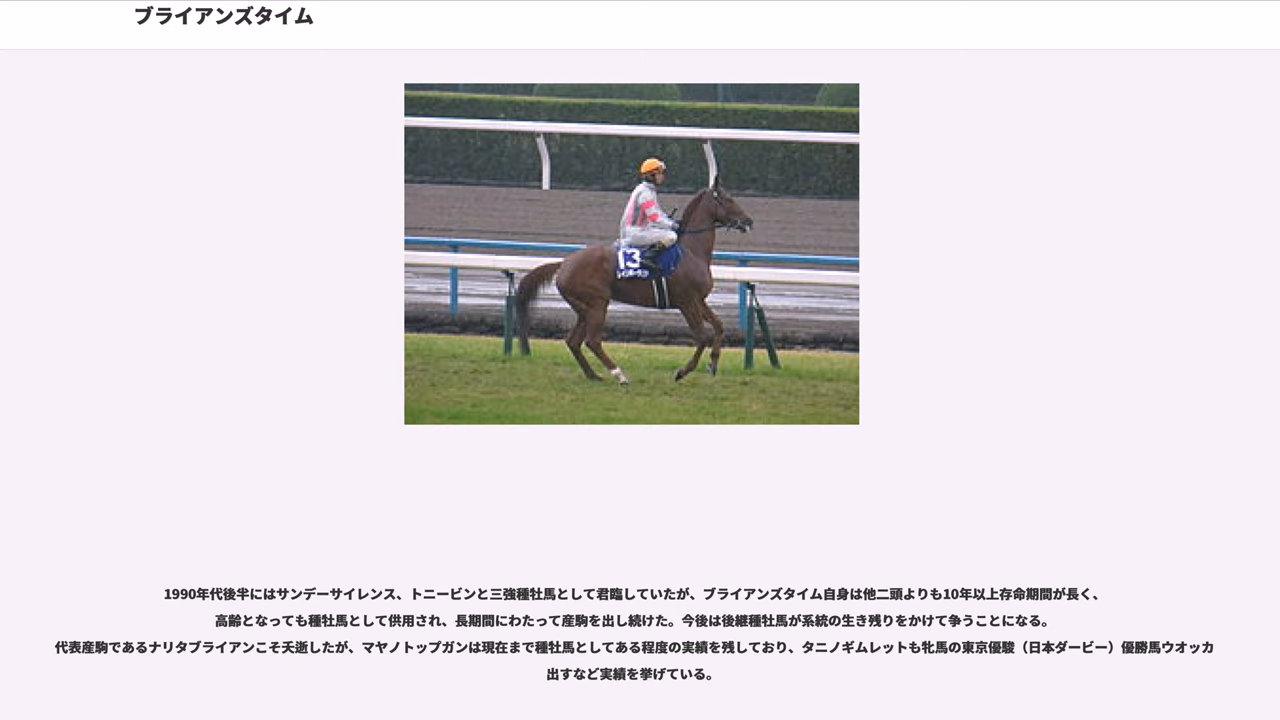 ブライアンズタイム
13
1990年代後半にはサンデーサイレンス、トニービンと三強種牡馬として君臨していたが、ブライアンズタイム自身は他二頭よりも10年以上存命期間が長く、
高齢となっても種牡馬として供用され、長期間にわたって産駒を出し続けた。今後は後継種牡馬が系統の生き残りをかけて争うことになる。
代表産駒であるナリタブライアンこそ夭逝したが、マヤノトップガンは現在まで種牡馬としてある程度の実績を残しており、タニノギムレットも牝馬の東京優駿（日本ダービー）優勝馬ウオッカ
出すなど実績を挙げている。